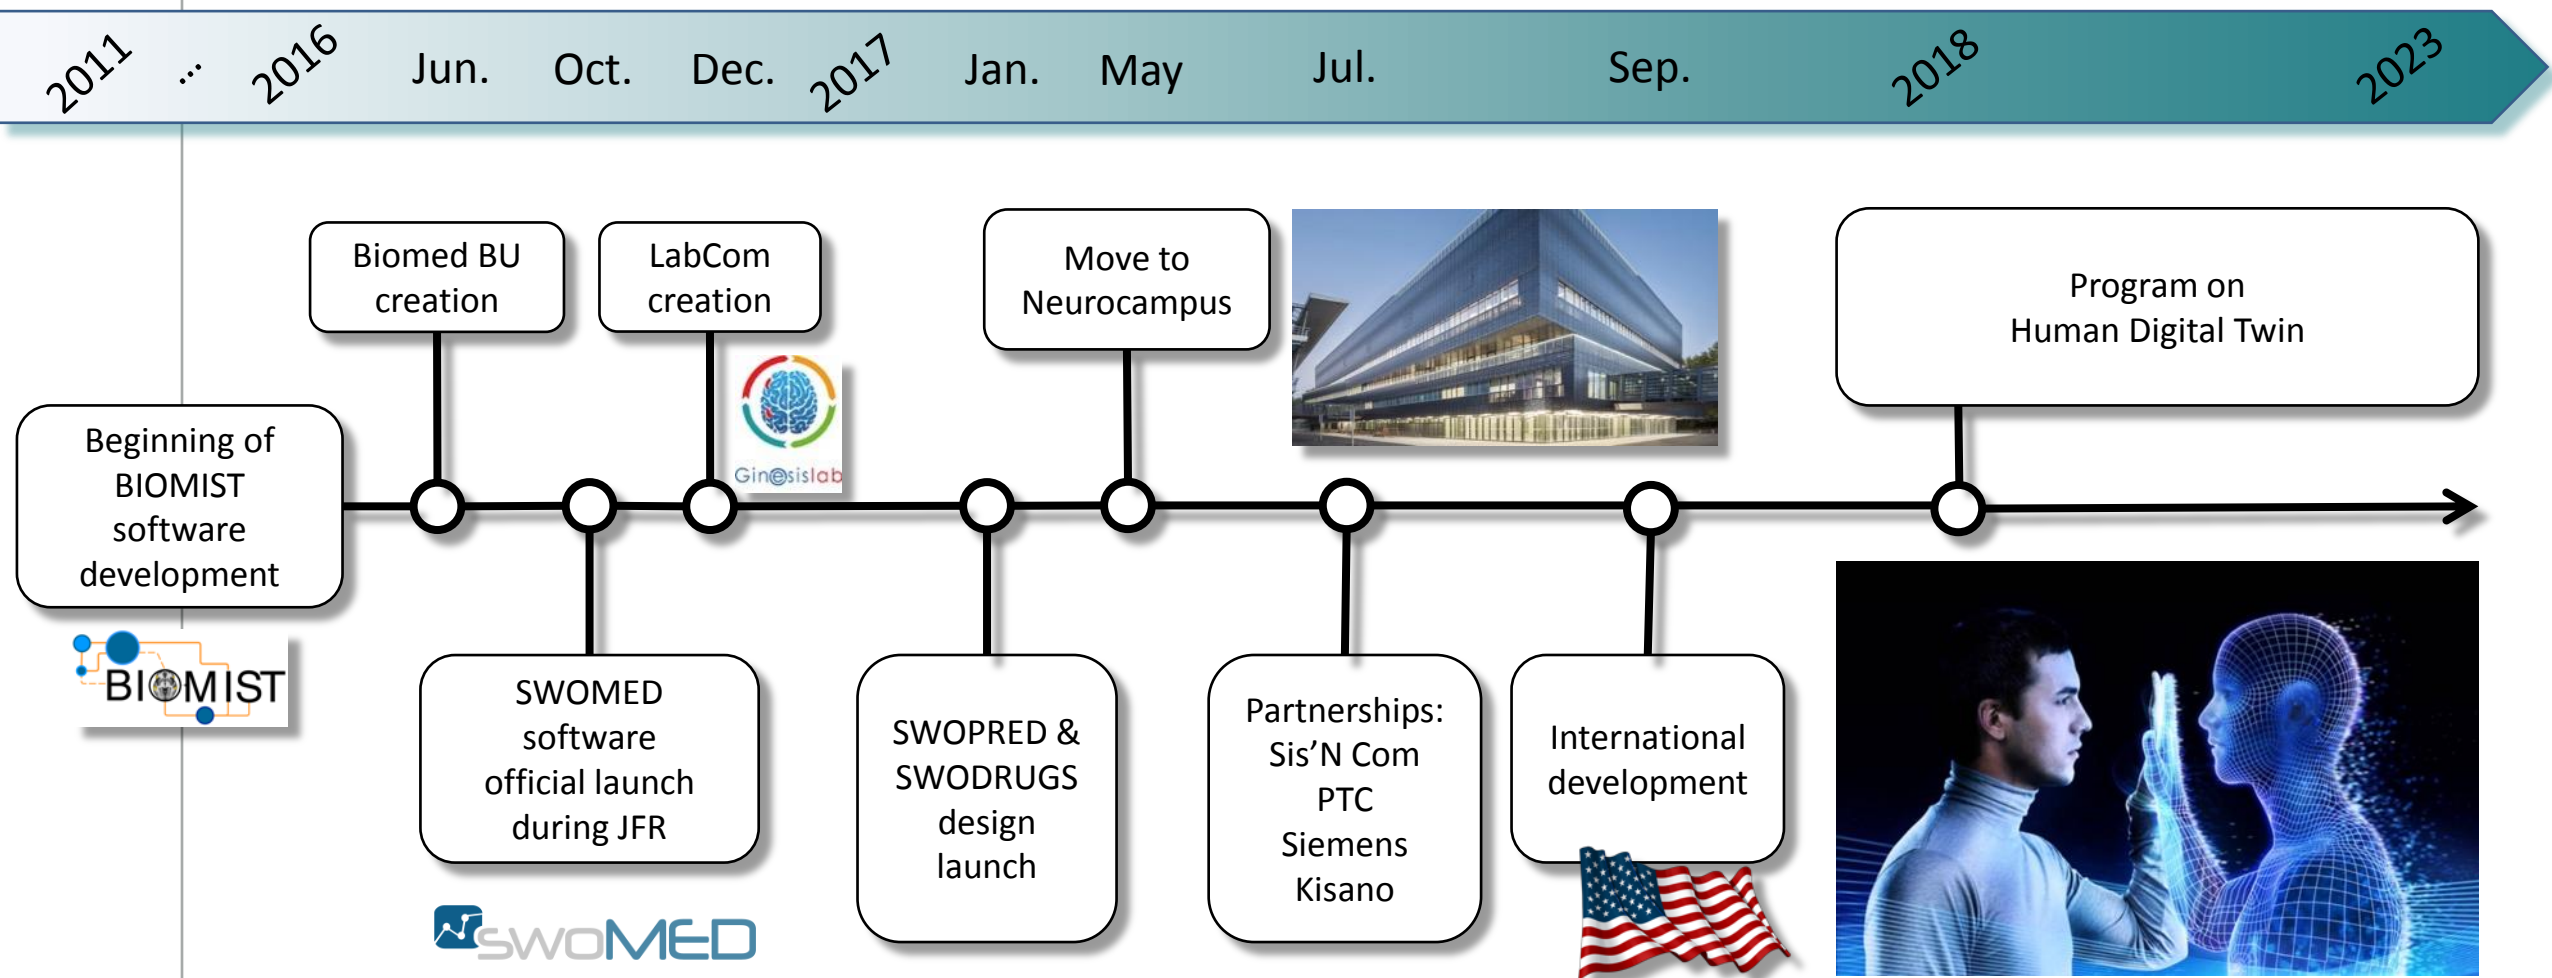 2011 ... 2016 Jun. Oct. Dec. 2017 Jan. May Jul. Sep. 2018 2023
Beginning of
BIOMIST
software
development
BIOMIST
Biomed BU
creation
SWOMED
software
official launch
during JFR
swoMED
LabCom
creation
Ginesislab
SWOPRED &
SWODRUGS
design
launch
Move to
Neurocampus
Partnerships:
Sis’N Com
PTC
Siemens
Kisano
International
development
Program on
Human Digital Twin